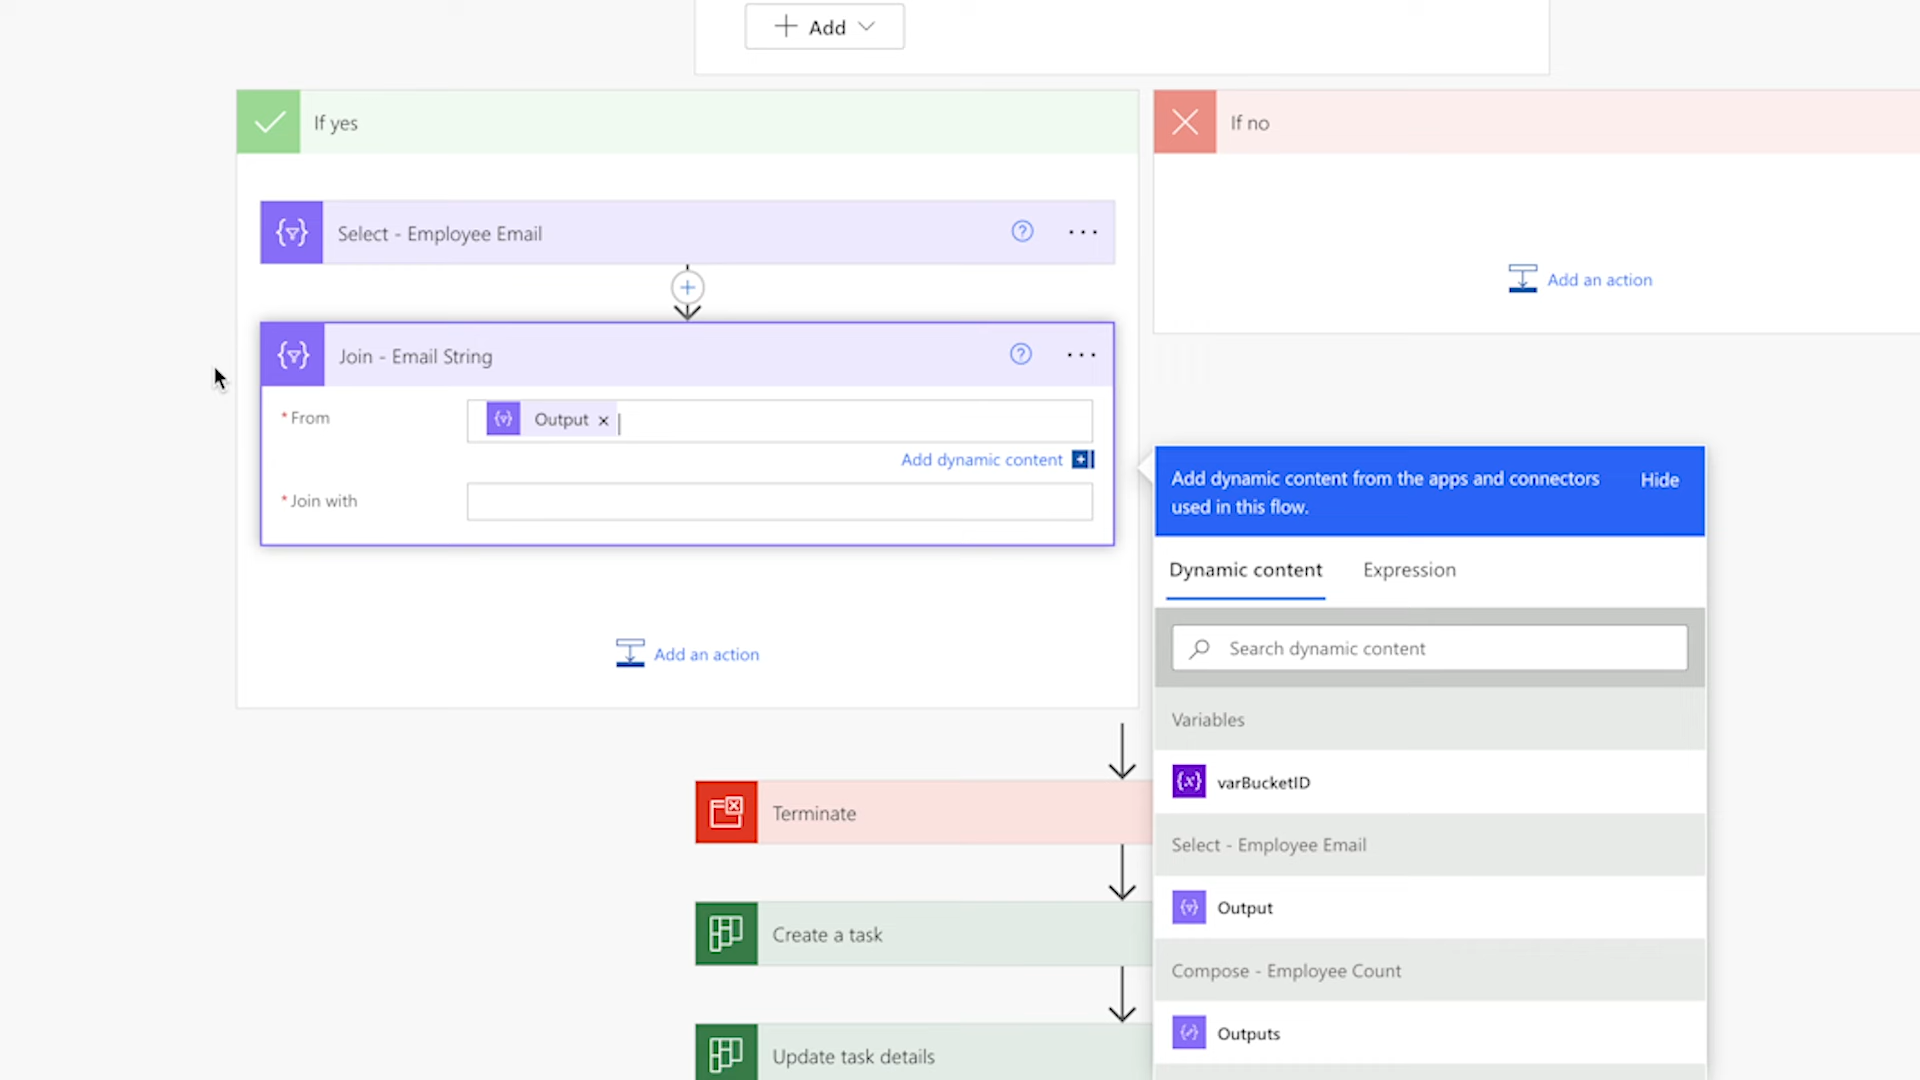 Add
If yes
If no
Select - Employee Email
Add an action
Join - Email String
* From
Output
Add dynamic content
* Join with
Add dynamic content from the apps and connectors
used in this flow.
Hide
Dynamic content
Expression
Search dynamic content
Add an action
Variables
varBucketID
Terminate
Select - Employee Email
Output
Create a task
Compose - Employee Count
Outputs
Update task details